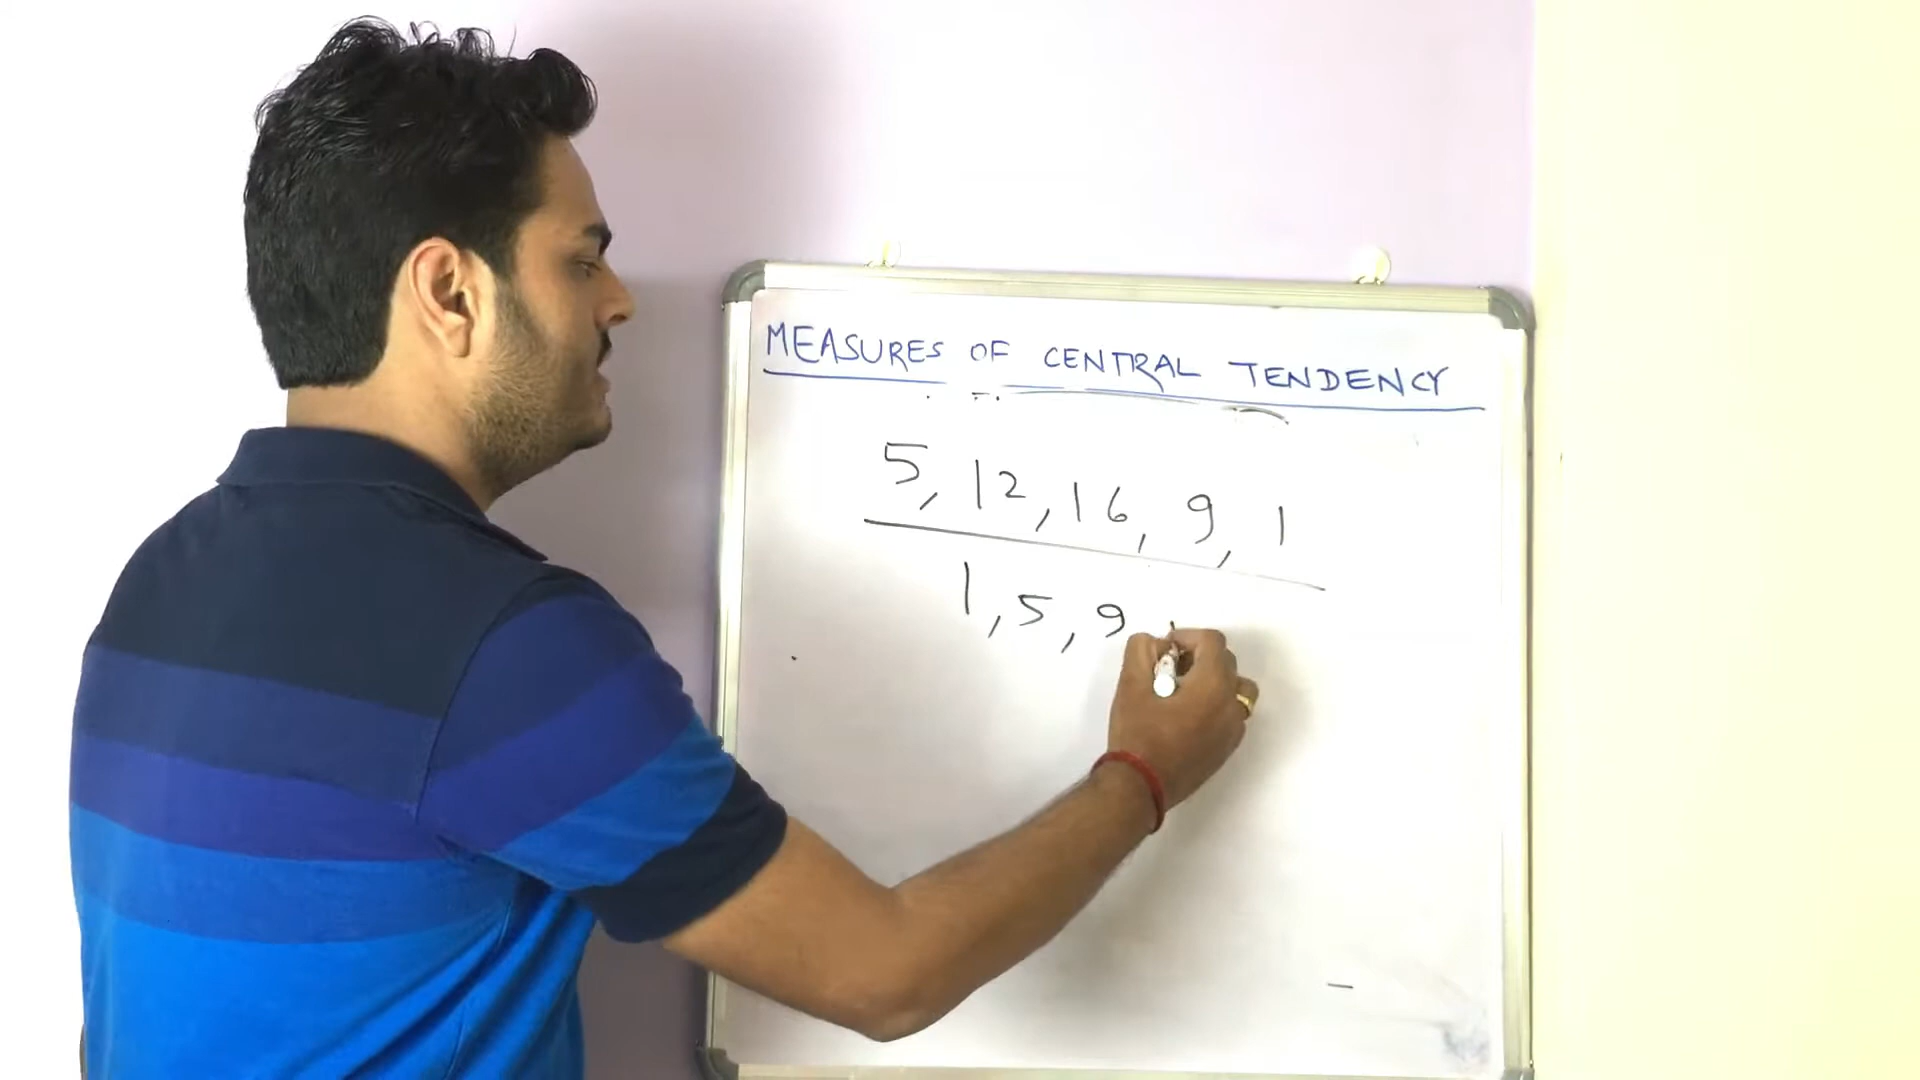 MEASURES OF CENTRAL TENDENCY
5, 12, 16, 9, 1
1, 5, 9